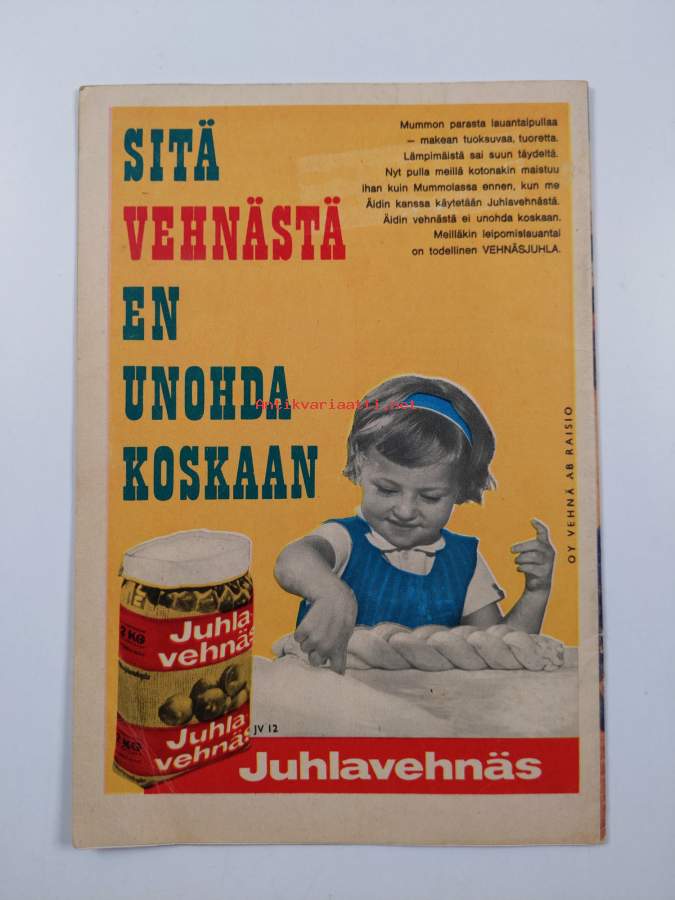 SITÄ
VEHNÄSTÄ
EN
UNOHDA
KOSKAAN
Mummon parasta lauantaipullaa
— makean tuoksuvaa, tuoretta.
Lämpimäistä sai suun täydeltä.
Nyt pulla meillä kotonakin maistuu
ihan kuin Mummolassa ennen, kun me
Äidin kanssa käytetään Juhlavehnästä.
Äidin vehnästä ei unohda koskaan.
Meilläkin leipomislauantai
on todellinen VEHNÄSJUHLA.
Antikvariaatti.net
OY VEHNÄ AB RAISIO
2 KG
Juhla-
vehnäs
Juhla-
vehnäs
2 KG
JV 12
Juhlavehnäs